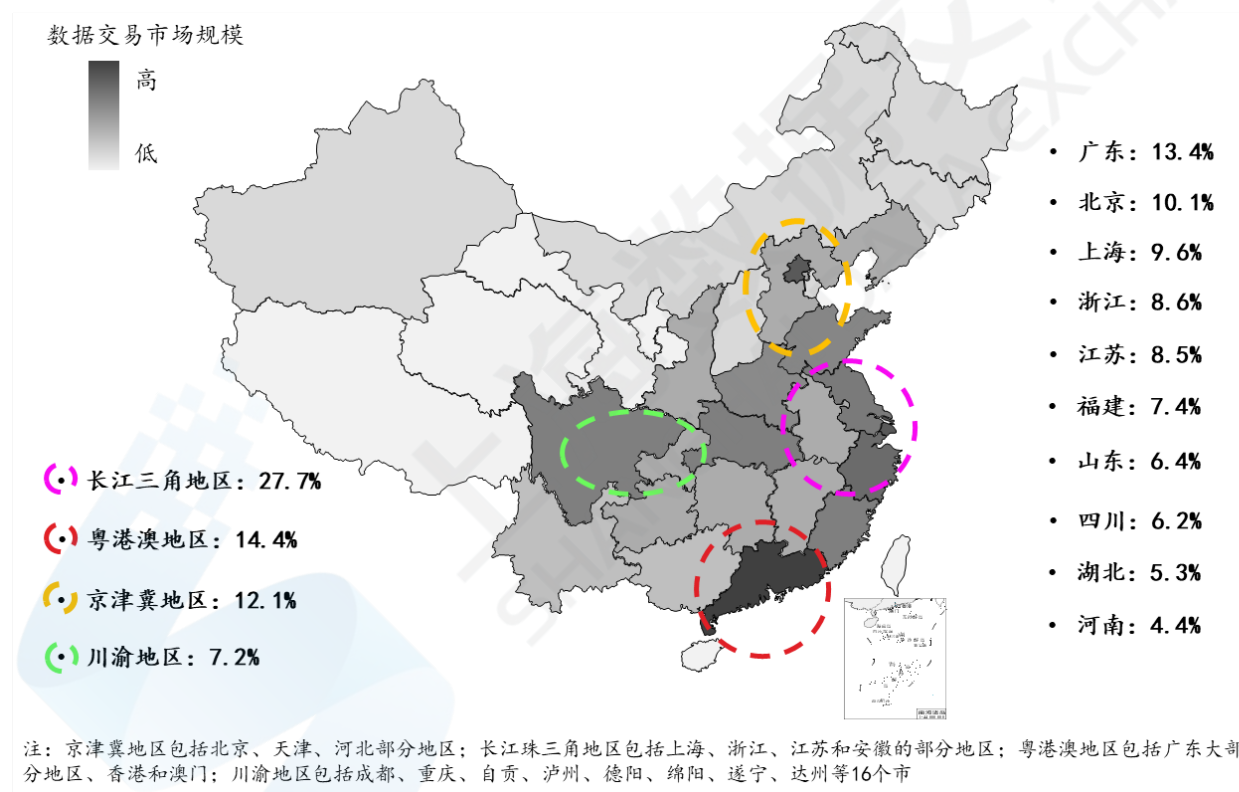 数据交易市场规模
高
低
• 广东: 13.4%
• 北京: 10.1%
• 上海: 9.6%
• 浙江: 8.6%
• 江苏: 8.5%
• 福建: 7.4%
• 山东: 6.4%
• 四川: 6.2%
• 湖北: 5.3%
• 河南: 4.4%
长江三角地区: 27.7%
粤港澳地区: 14.4%
京津冀地区: 12.1%
川渝地区: 7.2%
注: 京津冀地区包括北京、天津、河北部分地区; 长江珠三角地区包括上海、浙江、江苏和安徽的部分地区; 粤港澳地区包括广东大部
分地区、香港和澳门; 川渝地区包括成都、重庆、自贡、泸州、德阳、绵阳、遂宁、达州等16个市